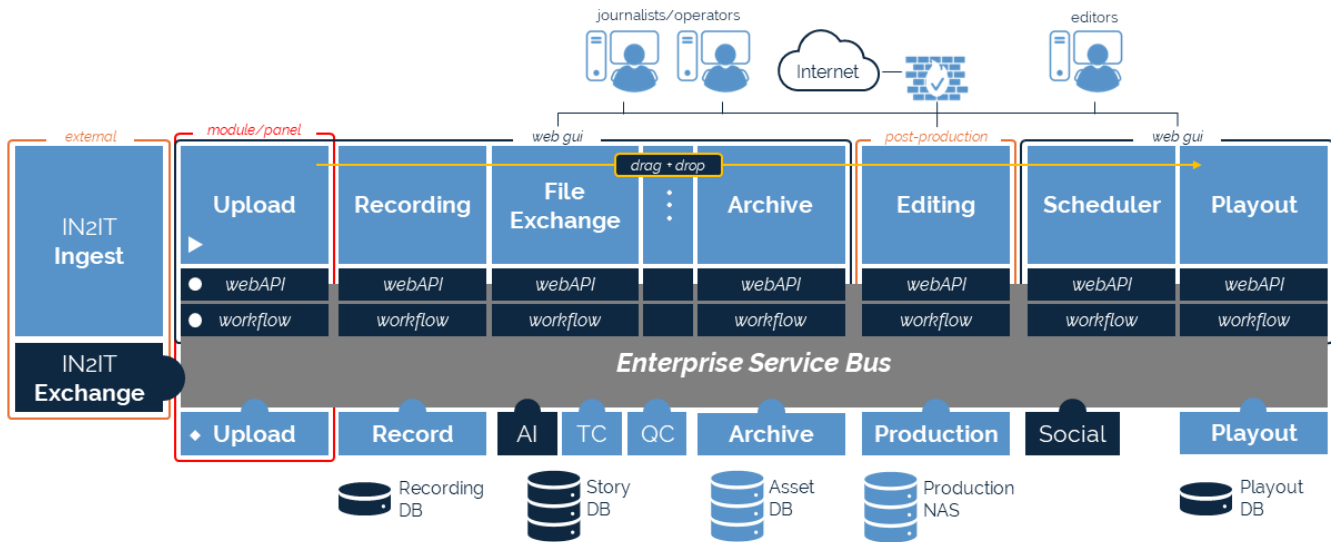 journalists/operators
editors
Internet
external
module/panel
web gui
post-production
web gui
drag + drop
IN2IT
Ingest
Upload
Recording
File
Exchange
Archive
Editing
Scheduler
Playout
webAPI
webAPI
webAPI
webAPI
webAPI
webAPI
webAPI
workflow
workflow
workflow
workflow
workflow
workflow
workflow
IN2IT
Exchange
Enterprise Service Bus
Upload
Record
AI
TC
QC
Archive
Production
Social
Playout
Recording
DB
Story
DB
Asset
DB
Production
NAS
Playout
DB